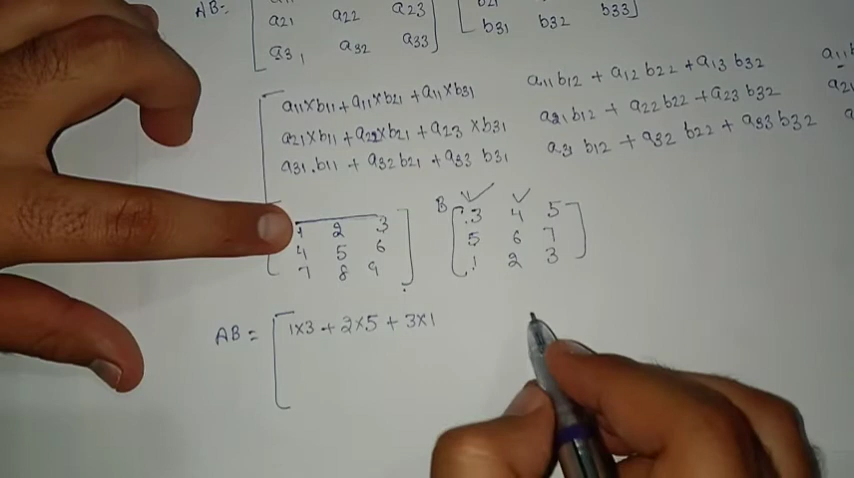 AB =
a21 a22 a23 b21
a31 a32 a33 b31 b32 b33
a11×b11 + a11×b21 + a11×b31 a11b12 + a12 b22 + a13 b32 a11
a21×b11 + a22×b21 + a23 ×b31 a21 b12 + a22 b22 + a23 b32 a21
a31.b11 + a32 b21 + a33 b31 a31 b12 + a32 b22 + a33 b32
B
1 2 3 3 4 5
4 5 6 5 6 7
7 8 9 1 2 3
AB = 1×3 + 2×5 + 3×1